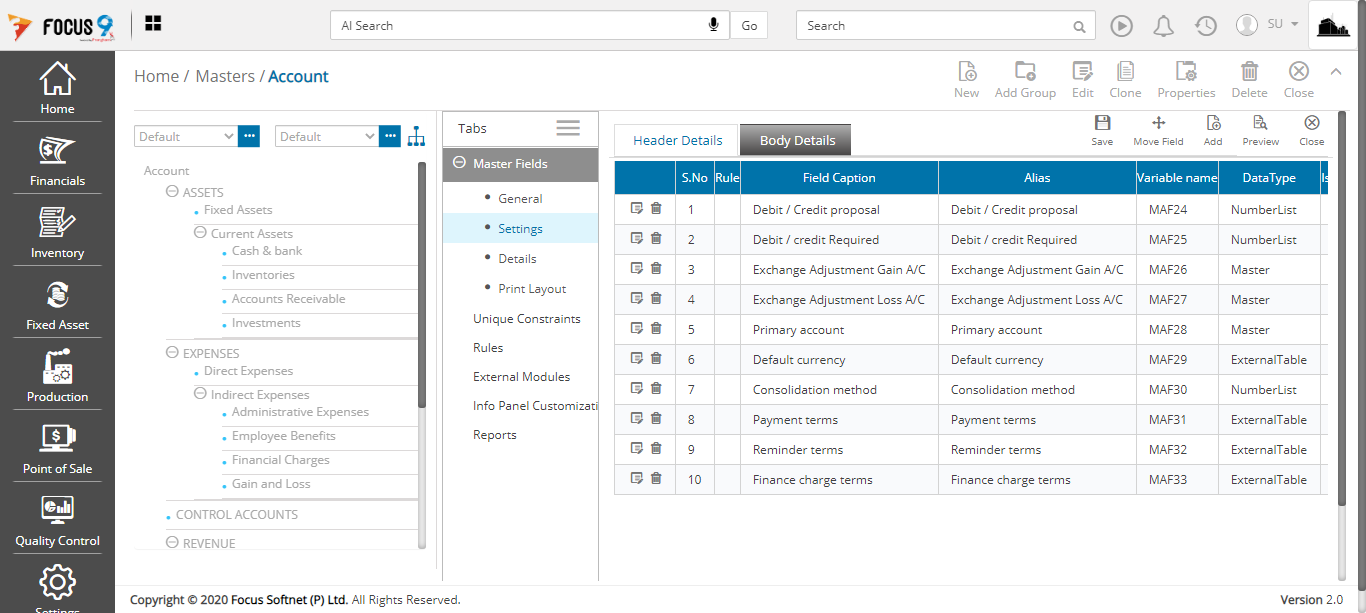 FOCUS 9
AI Search
Go
Search
SU
Home / Masters / Account
New
Add Group
Edit
Clone
Properties
Delete
Close
Home
Financials
Inventory
Fixed Asset
Production
Point of Sale
Quality Control
Settings
Default
Default
Account
ASSETS
Fixed Assets
Current Assets
Cash & bank
Inventories
Accounts Receivable
Investments
EXPENSES
Direct Expenses
Indirect Expenses
Administrative Expenses
Employee Benefits
Financial Charges
Gain and Loss
CONTROL ACCOUNTS
REVENUE
Tabs
Master Fields
General
Settings
Details
Print Layout
Unique Constraints
Rules
External Modules
Info Panel Customizati
Reports
Header Details
Body Details
Save
Move Field
Add
Preview
Close
S.No Rule Field Caption Alias Variable name DataType Is
1 Debit / Credit proposal Debit / Credit proposal MAF24 NumberList
2 Debit / credit Required Debit / credit Required MAF25 NumberList
3 Exchange Adjustment Gain A/C Exchange Adjustment Gain A/C MAF26 Master
4 Exchange Adjustment Loss A/C Exchange Adjustment Loss A/C MAF27 Master
5 Primary account Primary account MAF28 Master
6 Default currency Default currency MAF29 ExternalTable
7 Consolidation method Consolidation method MAF30 NumberList
8 Payment terms Payment terms MAF31 ExternalTable
9 Reminder terms Reminder terms MAF32 ExternalTable
10 Finance charge terms Finance charge terms MAF33 ExternalTable
Copyright © 2020 Focus Softnet (P) Ltd. All Rights Reserved.
Version 2.0